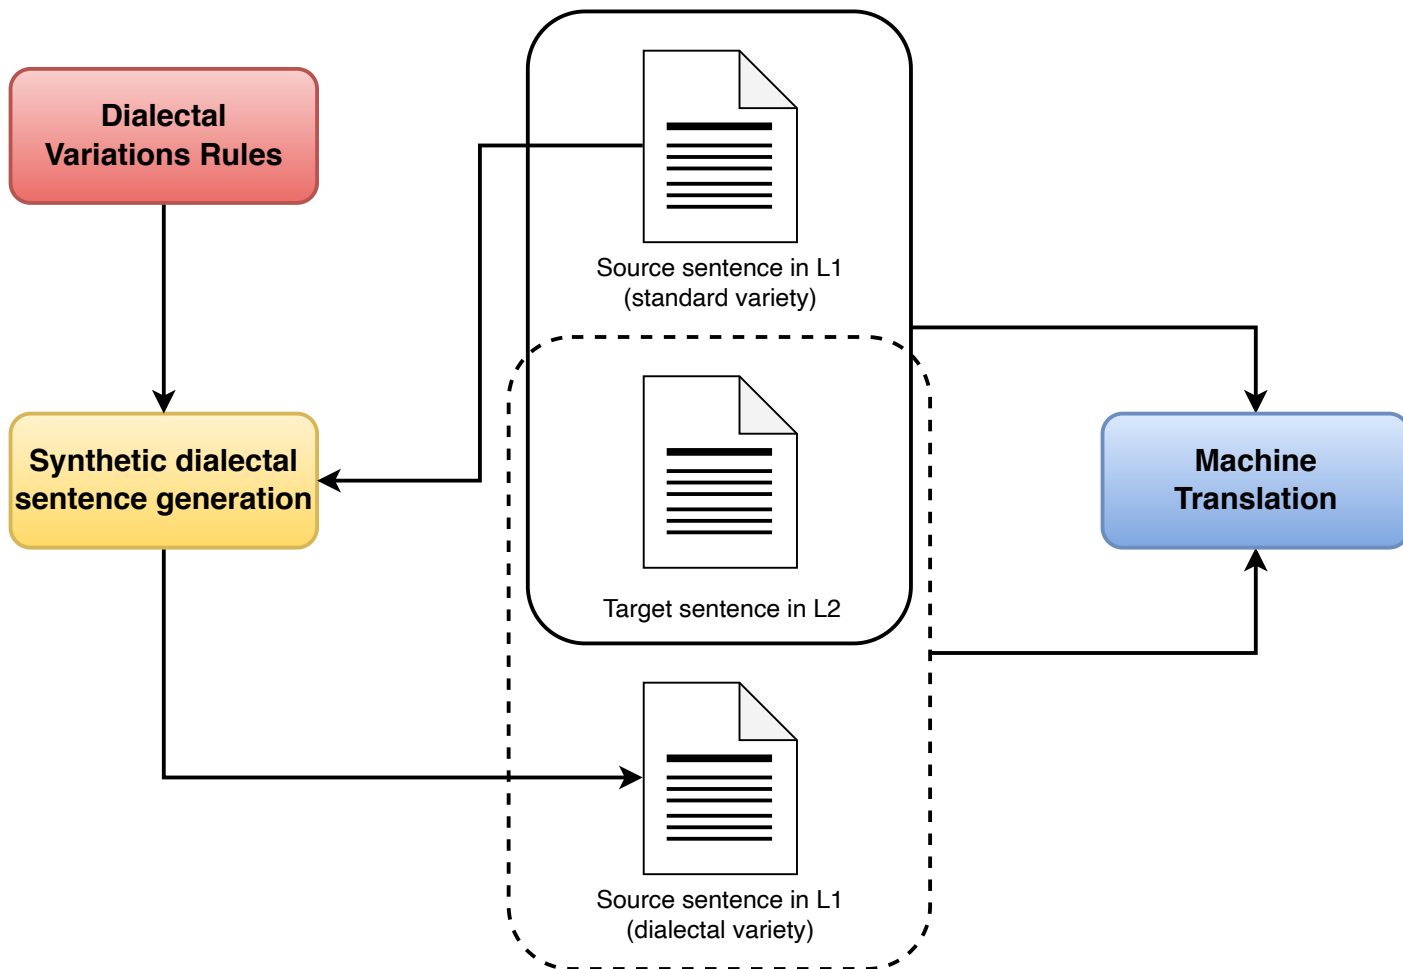 Dialectal
Variations Rules
Source sentence in L1
(standard variety)
Synthetic dialectal
sentence generation
Machine
Translation
Target sentence in L2
Source sentence in L1
(dialectal variety)